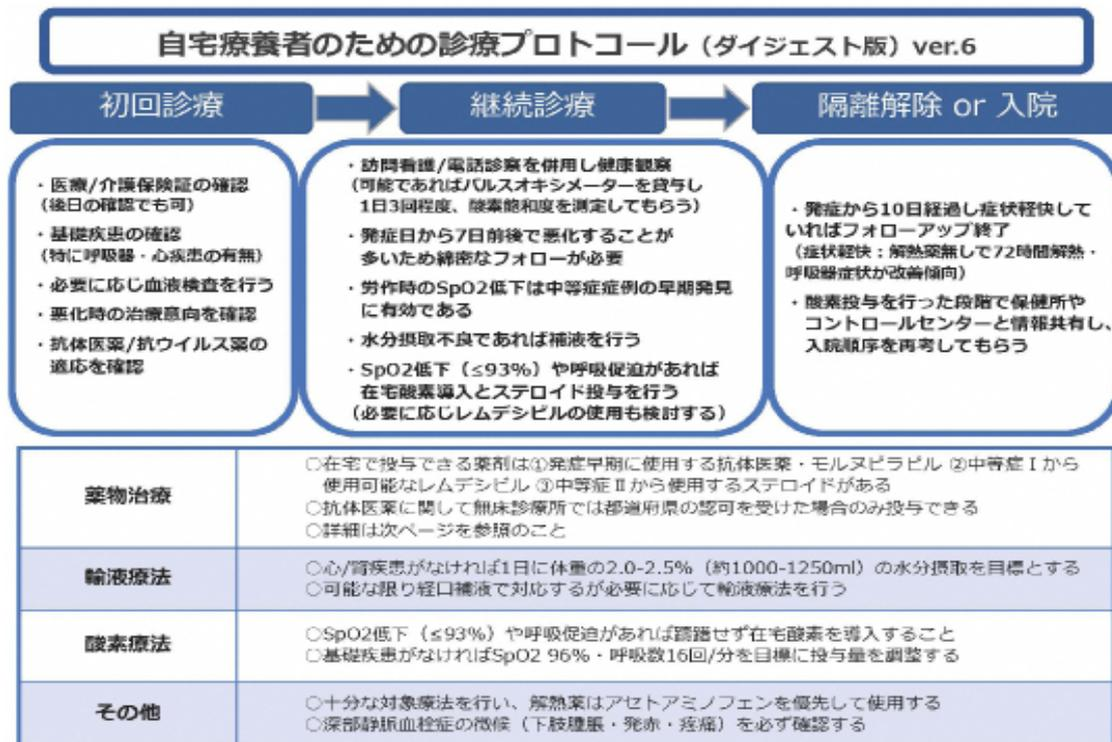 自宅療養者のための診療プロトコール（ダイジェスト版）ver.6
初回診療
継続診療
隔離解除 or 入院
・医療/介護保険証の確認
（後日の確認でも可）
・基礎疾患の確認
（特に呼吸器・心疾患の有無）
・必要に応じ血液検査を行う
・悪化時の治療意向を確認
・抗体医薬/抗ウイルス薬の
適応を確認
・訪問看護/電話診察を併用し健康観察
（可能であればパルスオキシメーターを貸与し
1日3回程度、酸素飽和度を測定してもらう）
・発症日から7日前後で悪化することが
多いため綿密なフォローが必要
・労作時のSpO2低下は中等症症例の早期発見
に有効である
・水分摂取不良であれば補液を行う
・SpO2低下（≤93%）や呼吸促迫があれば
在宅酸素導入とステロイド投与を行う
（必要に応じレムデシビルの使用も検討する）
・発症から10日経過し症状軽快して
いればフォローアップ終了
（症状軽快：解熱薬無しで72時間解熱・
呼吸器症状が改善傾向）
・酸素投与を行った段階で保健所や
コントロールセンターと情報共有し、
入院順序を再考してもらう
薬物治療
○在宅で投与できる薬剤は①発症早期に使用する抗体医薬・モルヌピラビル ②中等症Ⅰから
使用可能なレムデシビル ③中等症Ⅱから使用するステロイドがある
○抗体医薬に関して無床診療所では都道府県の認可を受けた場合のみ投与できる
○詳細は次ページを参照のこと
輸液療法
○心/腎疾患がなければ1日に体重の2.0-2.5%（約1000-1250ml）の水分摂取を目標とする
○可能な限り経口補液で対応するが必要に応じて輸液療法を行う
酸素療法
○SpO2低下（≤93%）や呼吸促迫があれば躊躇せず在宅酸素を導入すること
○基礎疾患がなければSpO2 96%・呼吸数16回/分を目標に投与量を調整する
その他
○十分な対象療法を行い、解熱薬はアセトアミノフェンを優先して使用する
○深部静脈血栓症の徴候（下肢腫脹・発赤・疼痛）を必ず確認する